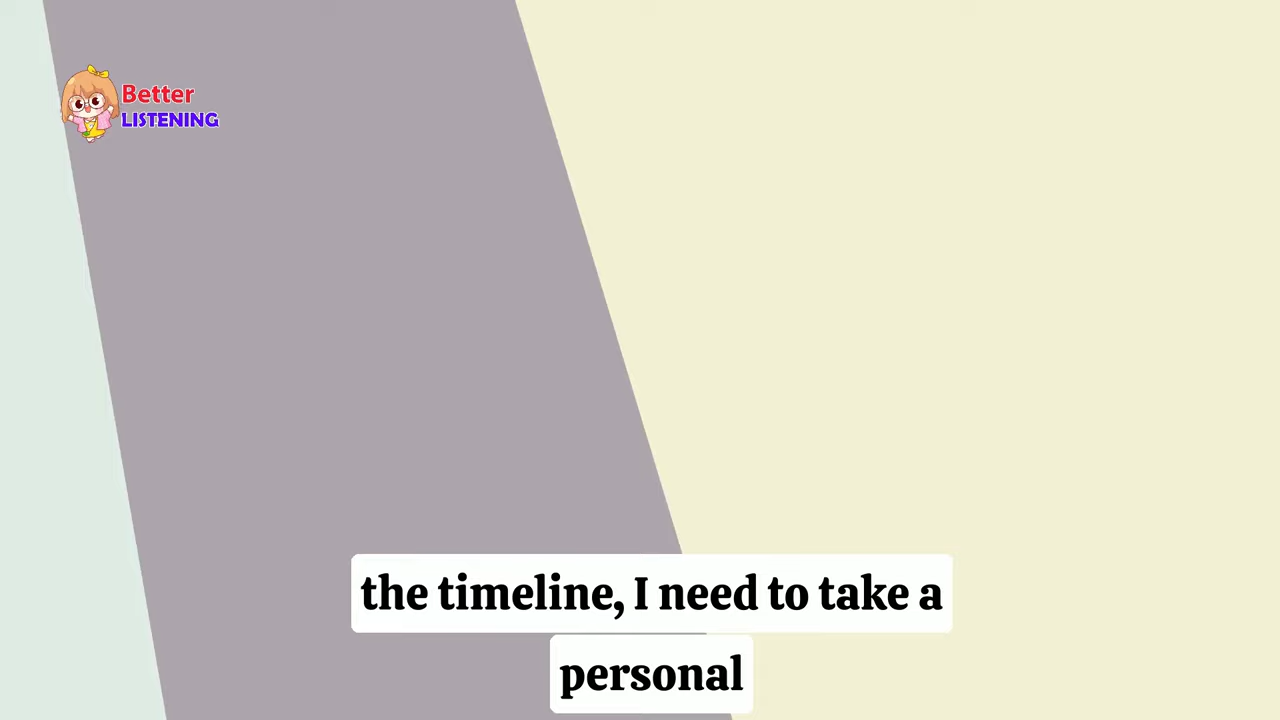 Better
LISTENING
the timeline, I need to take a
personal